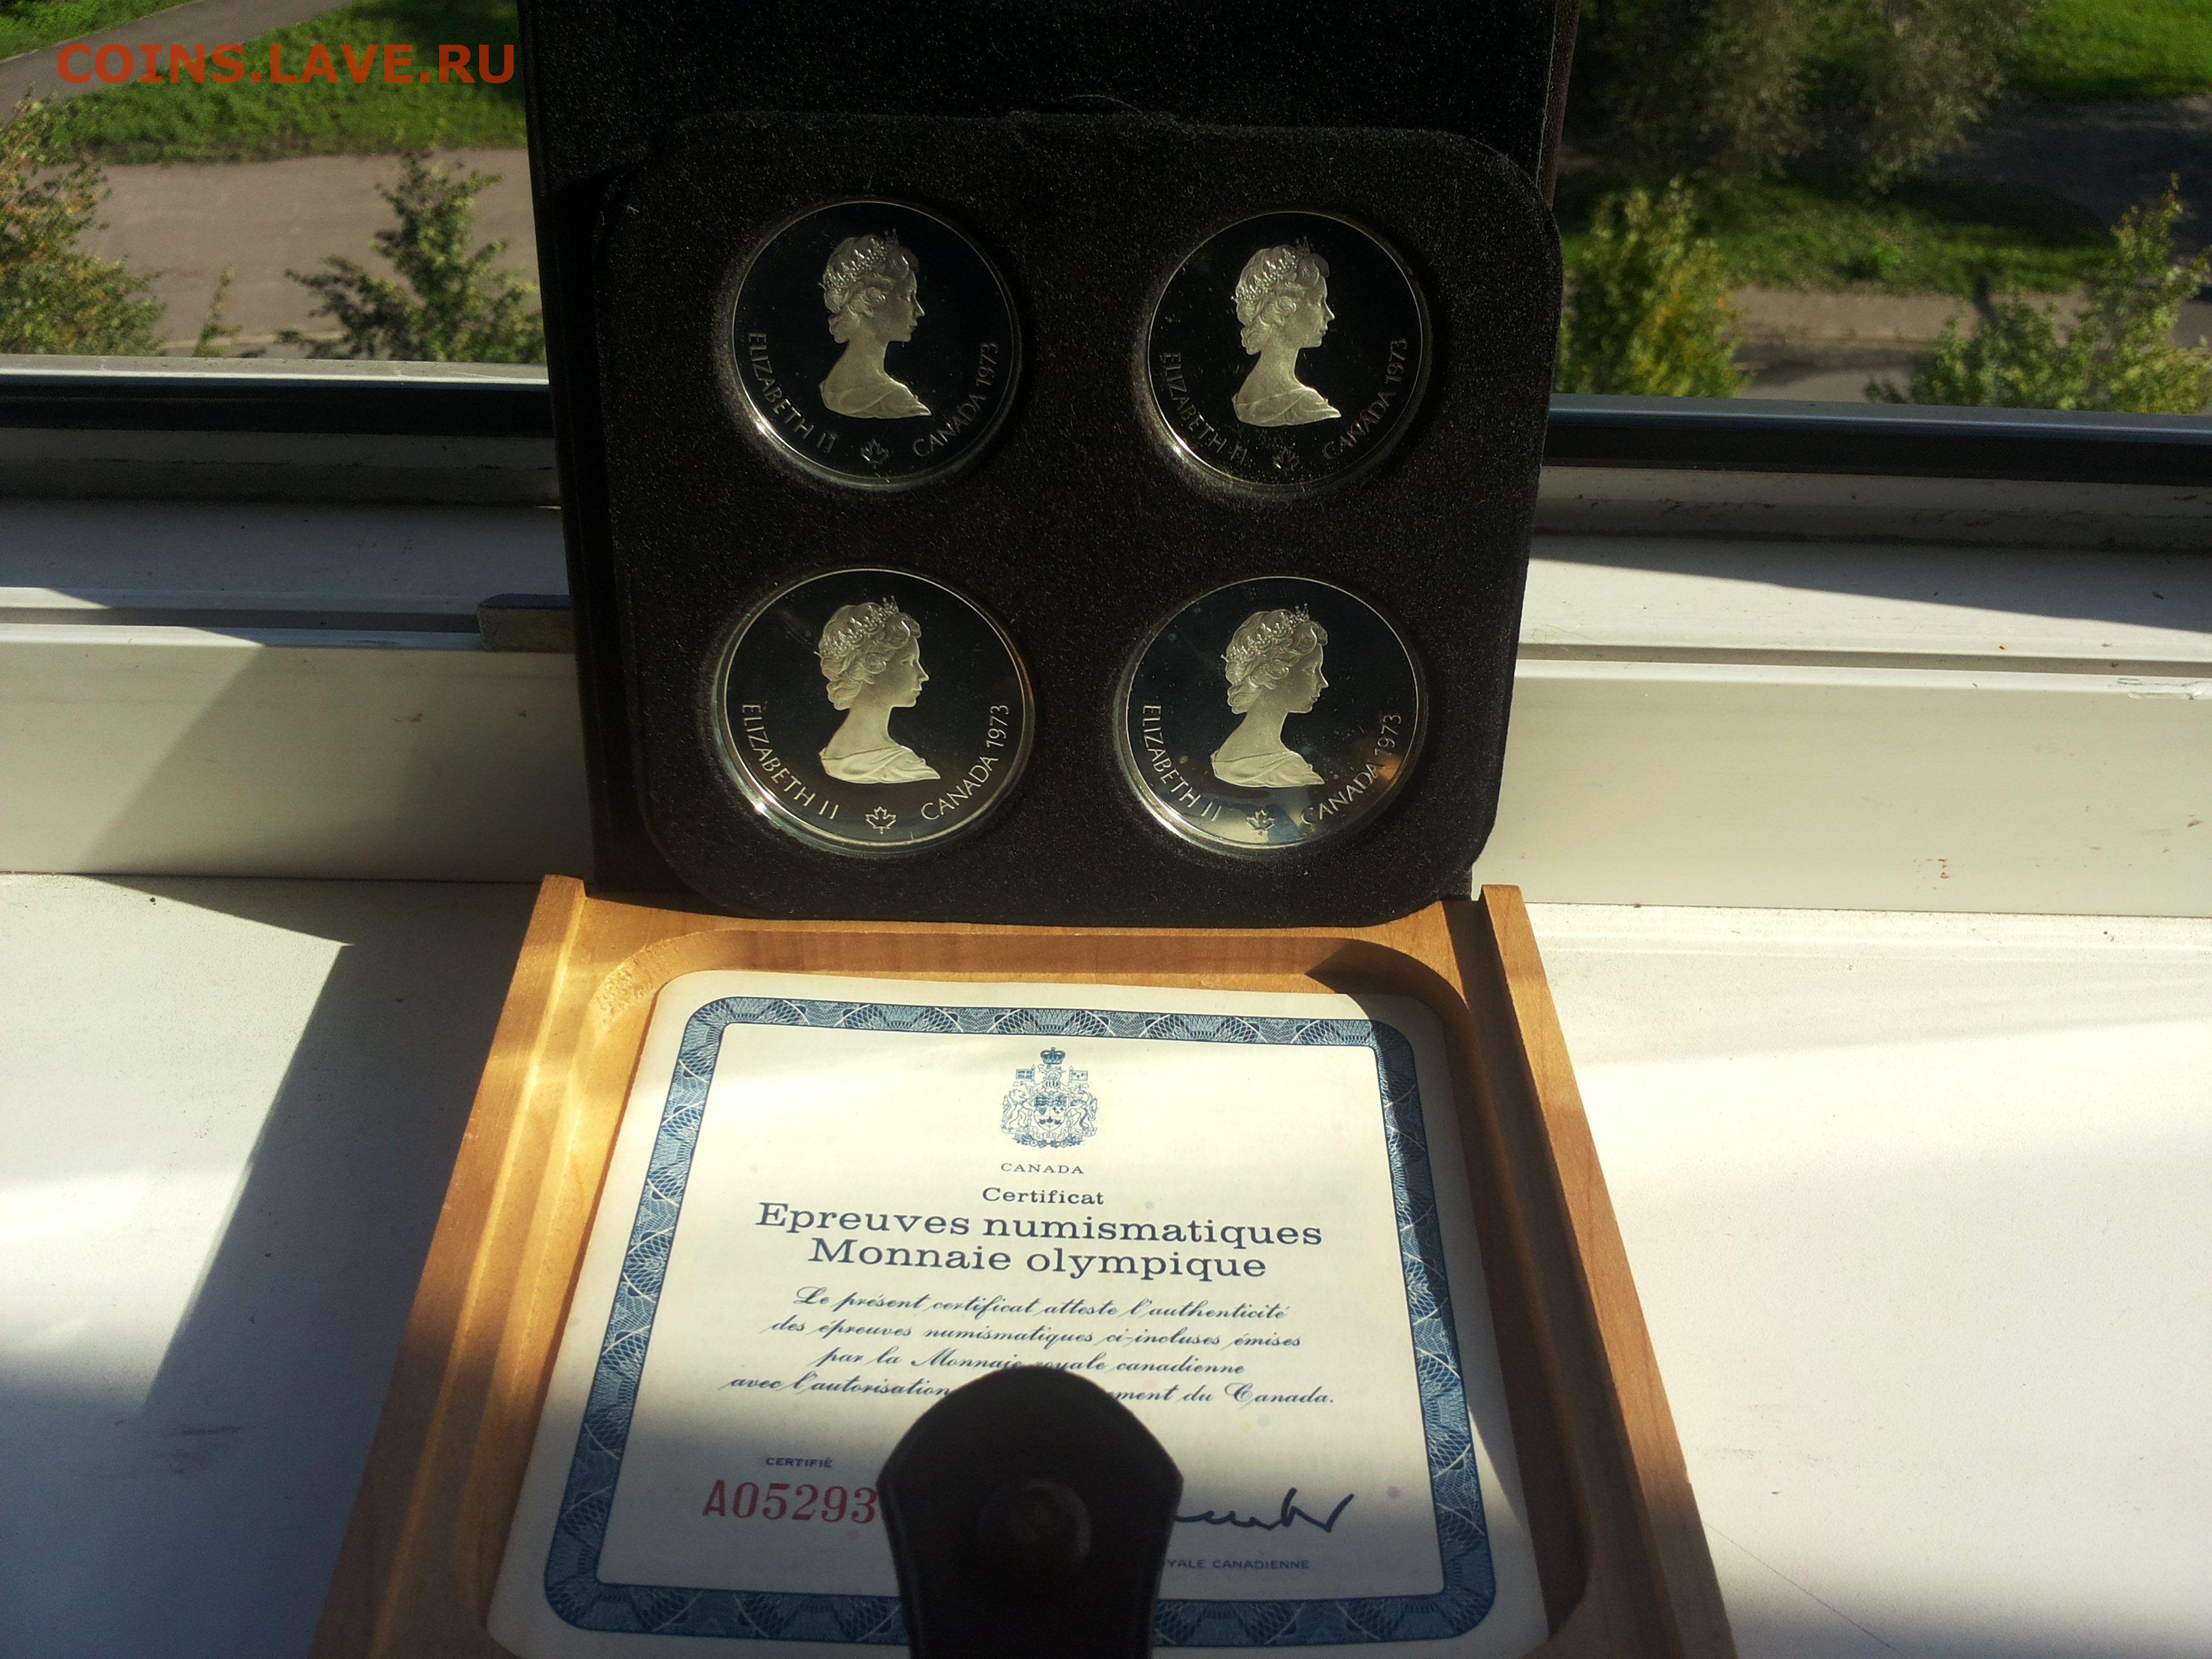 COINS.LAVE.RU
ELIZABETH II CANADA 1973
ELIZABETH II CANADA 1973
ELIZABETH II CANADA 1973
ELIZABETH II CANADA 1973
CANADA
Certificat
Epreuves numismatiques
Monnaie olympique
Le présent certificat atteste l'authenticité
des épreuves numismatiques ci-incluses émises
par la Monnaie royale canadienne
avec l'autorisation du Canada.
CERTIFIÉ
A05293
CANADIENNE